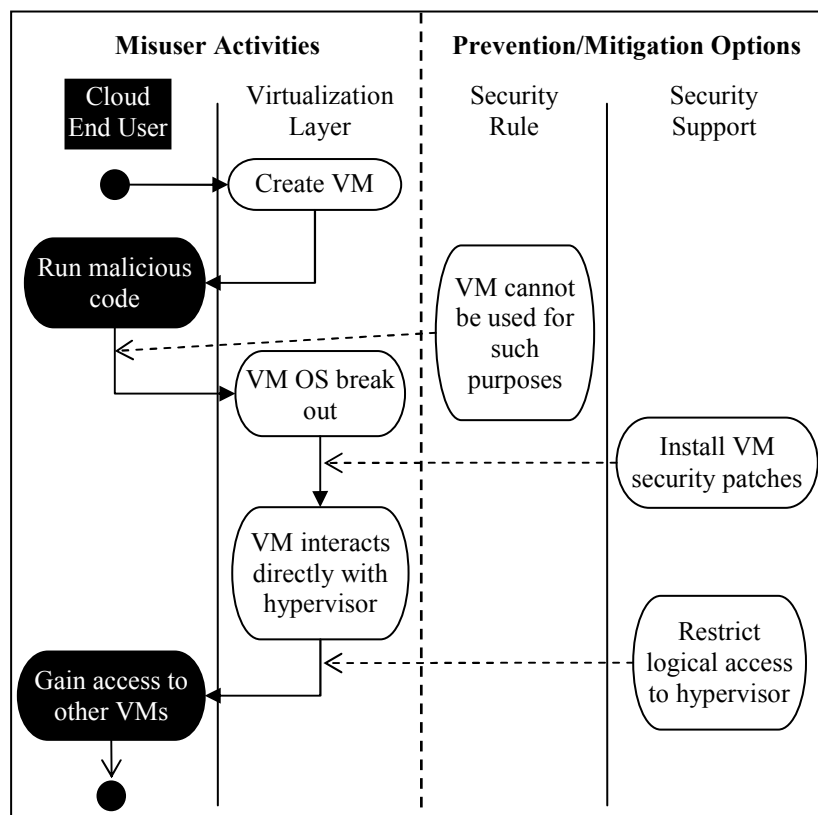 Misuser Activities
Prevention/Mitigation Options
Cloud
End User
Virtualization
Layer
Security
Rule
Security
Support
Create VM
Run malicious
code
VM cannot
be used for
such
purposes
VM OS break
out
Install VM
security patches
VM interacts
directly with
hypervisor
Restrict
logical access
to hypervisor
Gain access to
other VMs